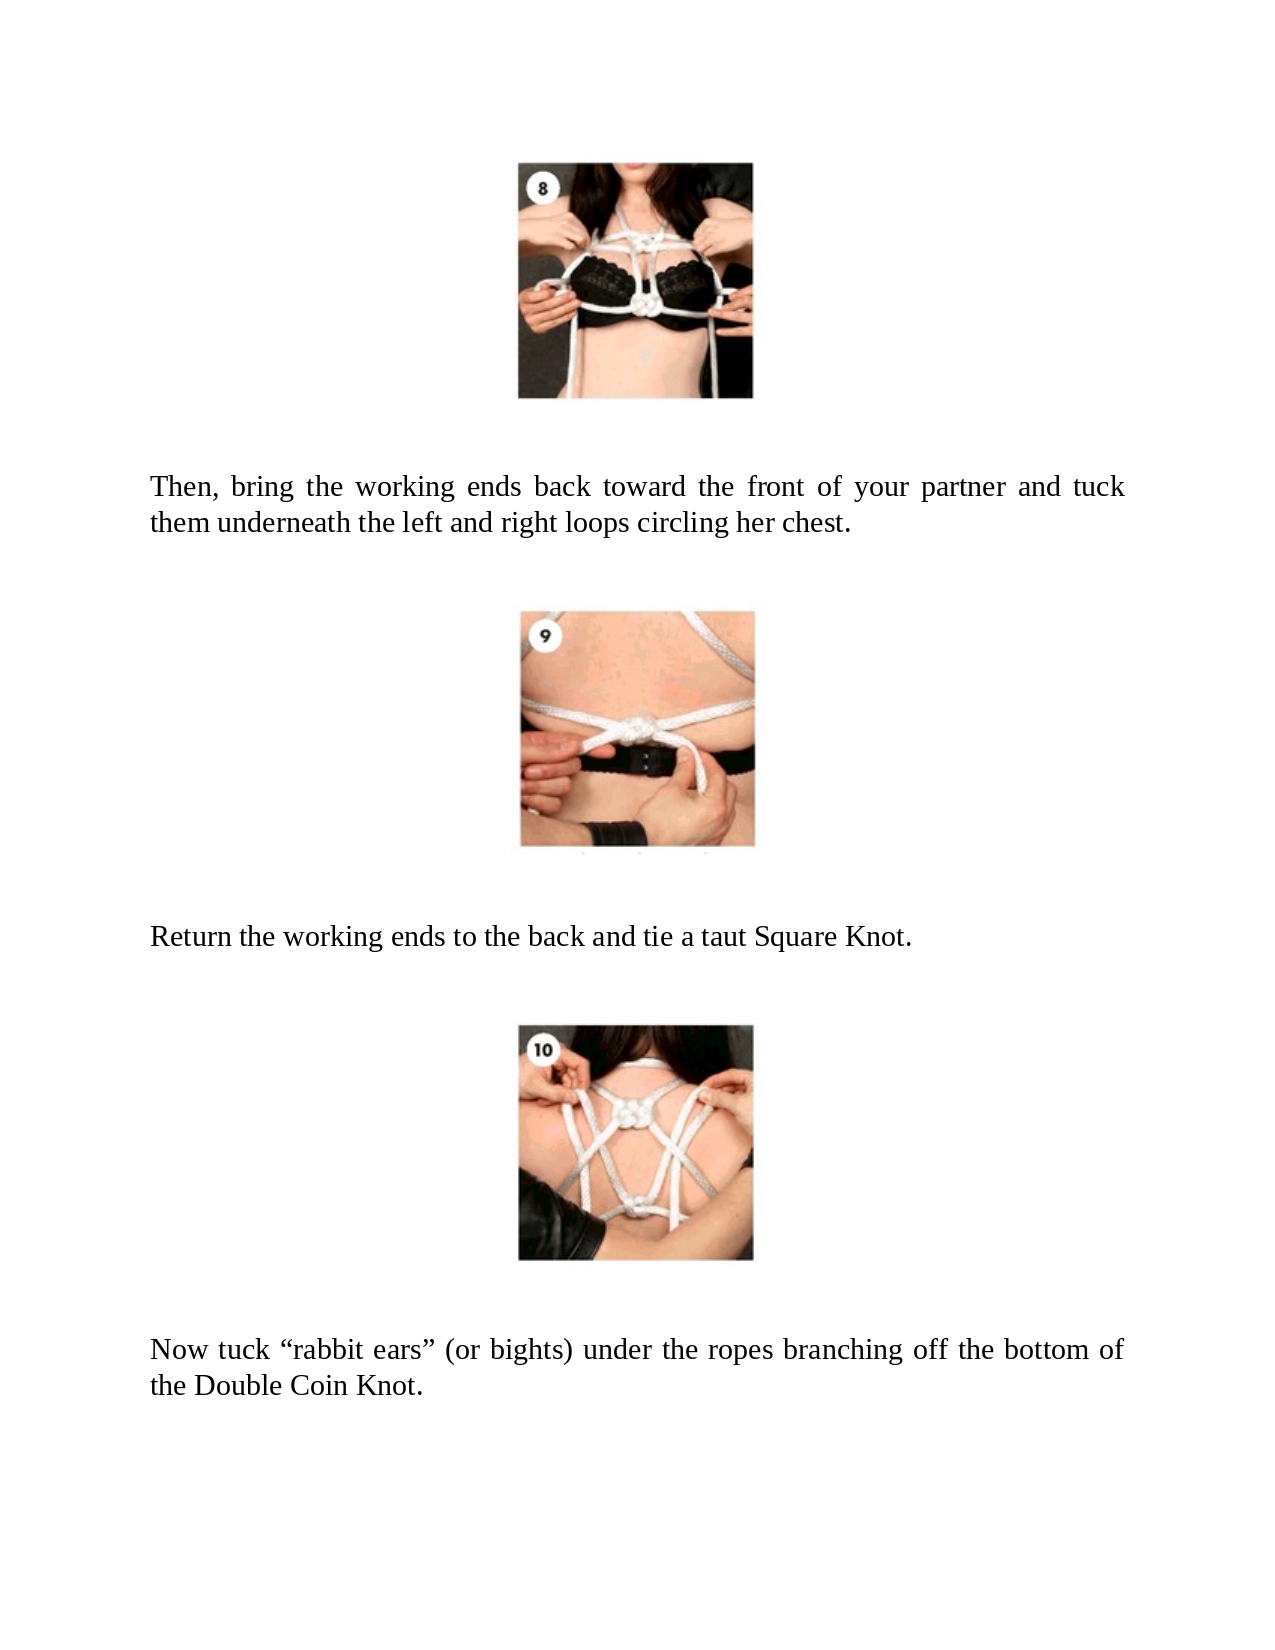 8
Then, bring the working ends back toward the front of your partner and tuck
them underneath the left and right loops circling her chest.
9
Return the working ends to the back and tie a taut Square Knot.
10
Now tuck “rabbit ears” (or bights) under the ropes branching off the bottom of
the Double Coin Knot.